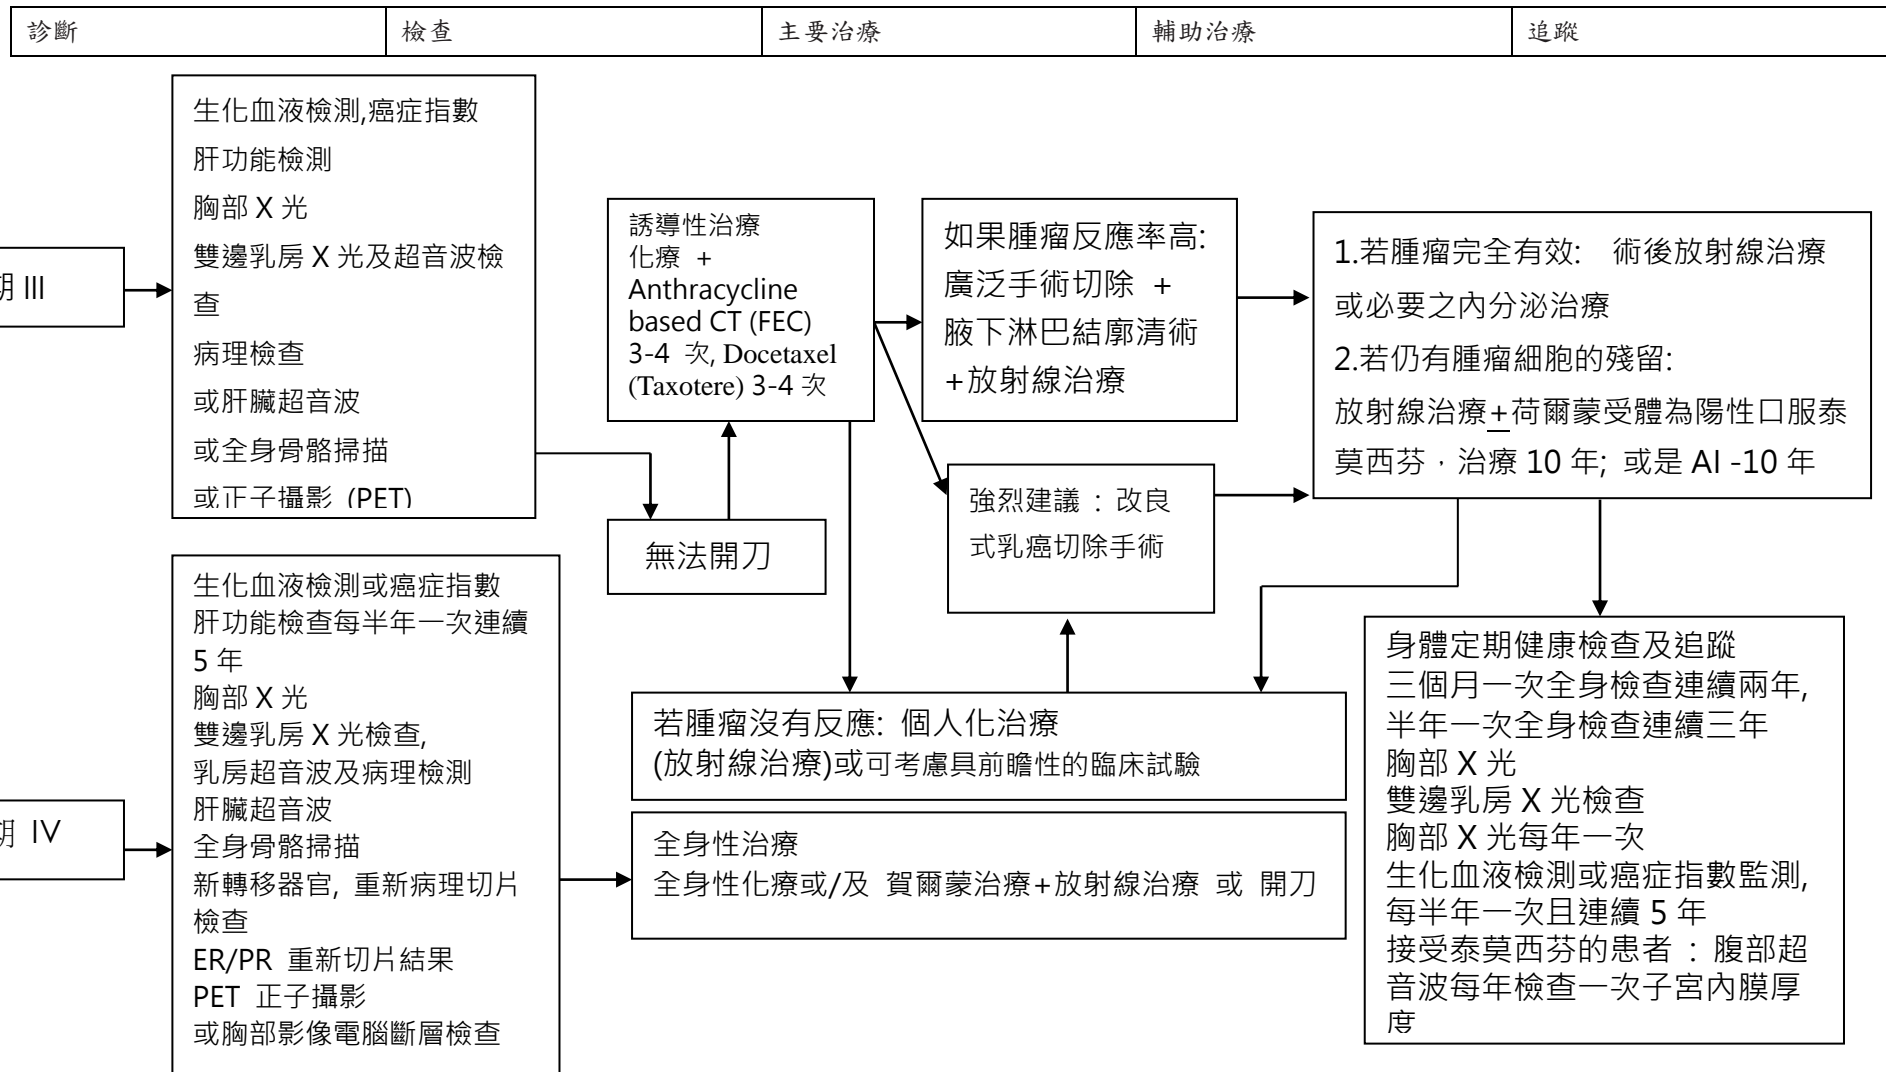 診斷
檢查
主要治療
輔助治療
追蹤
期 III
生化血液檢測,癌症指數
肝功能檢測
胸部 X 光
雙邊乳房 X 光及超音波檢
查
病理檢查
或肝臟超音波
或全身骨骼掃描
或正子攝影 (PET)
無法開刀
誘導性治療
化療 +
Anthracycline
based CT (FEC)
3-4 次, Docetaxel
(Taxotere) 3-4 次
如果腫瘤反應率高:
廣泛手術切除 +
腋下淋巴結廓清術
+放射線治療
強烈建議 : 改良
式乳癌切除手術
1.若腫瘤完全有效: 術後放射線治療
或必要之內分泌治療
2.若仍有腫瘤細胞的殘留:
放射線治療+荷爾蒙受體為陽性口服泰
莫西芬，治療 10 年; 或是 AI -10 年
若腫瘤沒有反應: 個人化治療
(放射線治療)或可考慮具前瞻性的臨床試驗
期 IV
生化血液檢測或癌症指數
肝功能檢查每半年一次連續
5 年
胸部 X 光
雙邊乳房 X 光檢查,
乳房超音波及病理檢測
肝臟超音波
全身骨骼掃描
新轉移器官, 重新病理切片
檢查
ER/PR 重新切片結果
PET 正子攝影
或胸部影像電腦斷層檢查
全身性治療
全身性化療或/及 賀爾蒙治療+放射線治療 或 開刀
身體定期健康檢查及追蹤
三個月一次全身檢查連續兩年,
半年一次全身檢查連續三年
胸部 X 光
雙邊乳房 X 光檢查
胸部 X 光每年一次
生化血液檢測或癌症指數監測,
每半年一次且連續 5 年
接受泰莫西芬的患者 : 腹部超
音波每年檢查一次子宮內膜厚
度